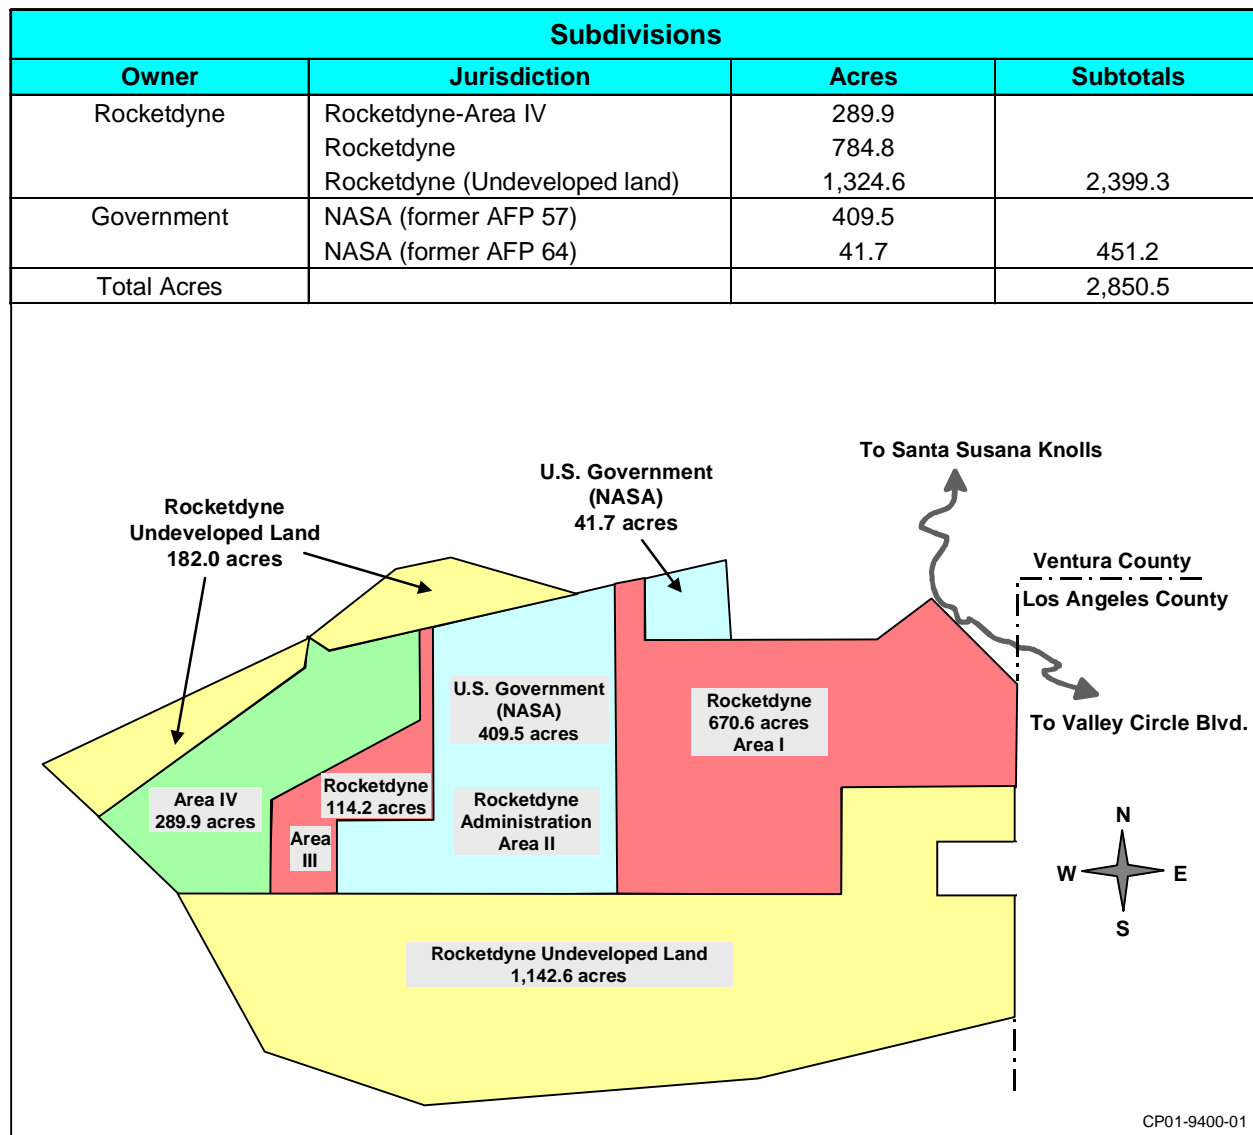 Subdivisions
Owner Jurisdiction Acres Subtotals
Rocketdyne Rocketdyne-Area IV 289.9
Rocketdyne 784.8
Rocketdyne (Undeveloped land) 1,324.6 2,399.3
Government NASA (former AFP 57) 409.5
NASA (former AFP 64) 41.7 451.2
Total Acres 2,850.5
To Santa Susana Knolls
U.S. Government
(NASA)
41.7 acres
Rocketdyne
Undeveloped Land
182.0 acres
Ventura County
Los Angeles County
U.S. Government
(NASA)
409.5 acres
Rocketdyne
670.6 acres
Area I
To Valley Circle Blvd.
Rocketdyne
114.2 acres
Area IV
289.9 acres
Rocketdyne
Administration
Area II
Area
III
N
W E
S
Rocketdyne Undeveloped Land
1,142.6 acres
CP01-9400-01